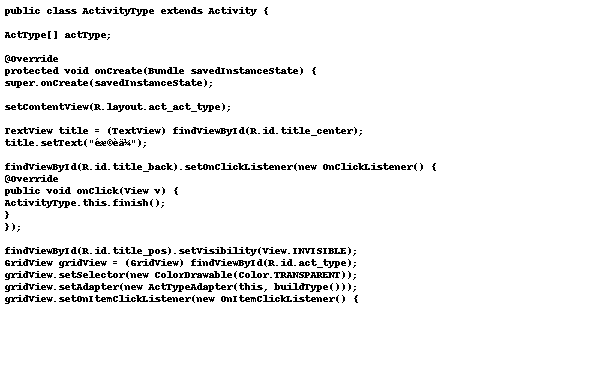 public class ActivityType extends Activity {
ActType[] actType;
@Override
protected void onCreate(Bundle savedInstanceState) {
super.onCreate(savedInstanceState);
setContentView(R.layout.act_act_type);
TextView title = (TextView) findViewById(R.id.title_center);
title.setText("éæ©èä¼");
findViewById(R.id.title_back).setOnClickListener(new OnClickListener() {
@Override
public void onClick(View v) {
ActivityType.this.finish();
}
});
findViewById(R.id.title_pos).setVisibility(View.INVISIBLE);
GridView gridView = (GridView) findViewById(R.id.act_type);
gridView.setSelector(new ColorDrawable(Color.TRANSPARENT));
gridView.setAdapter(new ActTypeAdapter(this, buildType()));
gridView.setOnItemClickListener(new OnItemClickListener() {